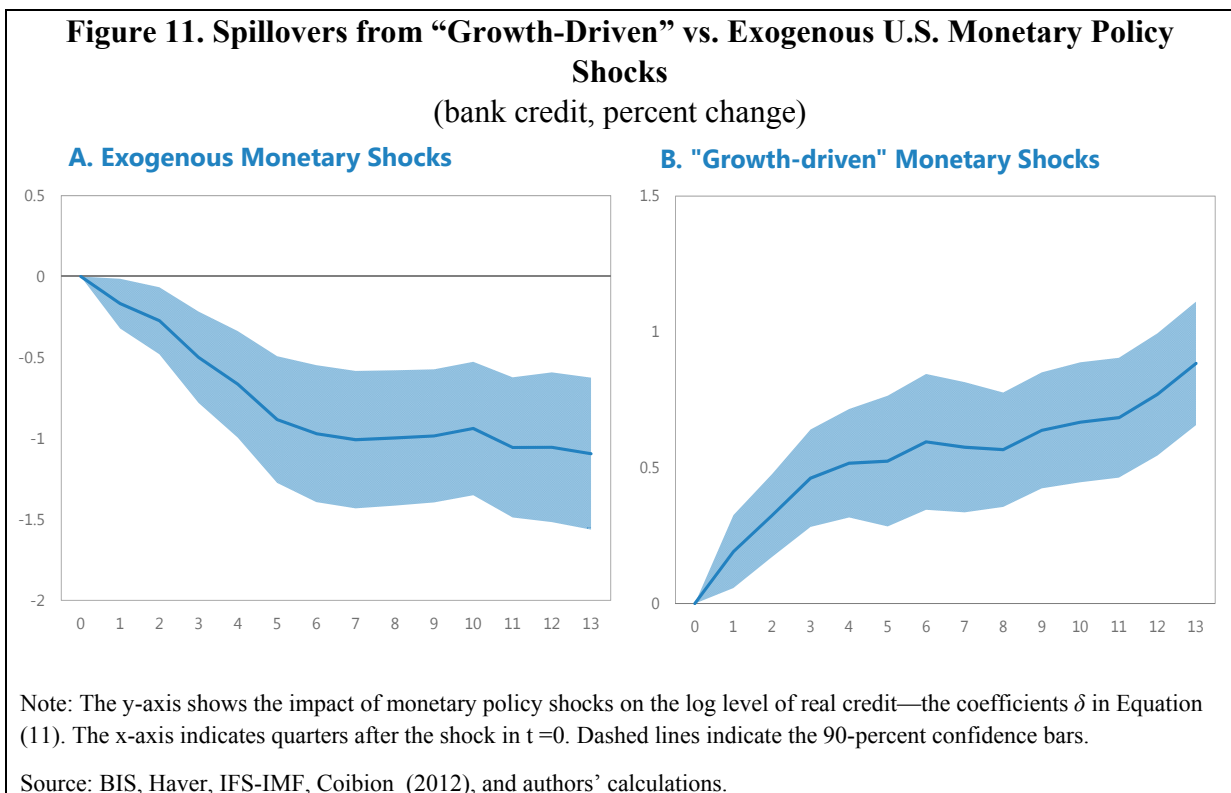 Figure 11. Spillovers from “Growth-Driven” vs. Exogenous U.S. Monetary Policy
Shocks
(bank credit, percent change)
A. Exogenous Monetary Shocks
0.5
0
-0.5
-1
-1.5
-2
0 1 2 3 4 5 6 7 8 9 10 11 12 13
B. "Growth-driven" Monetary Shocks
1.5
1
0.5
0
0 1 2 3 4 5 6 7 8 9 10 11 12 13
Note: The y-axis shows the impact of monetary policy shocks on the log level of real credit—the coefficients δ in Equation
(11). The x-axis indicates quarters after the shock in t =0. Dashed lines indicate the 90-percent confidence bars.
Source: BIS, Haver, IFS-IMF, Coibion (2012), and authors’ calculations.